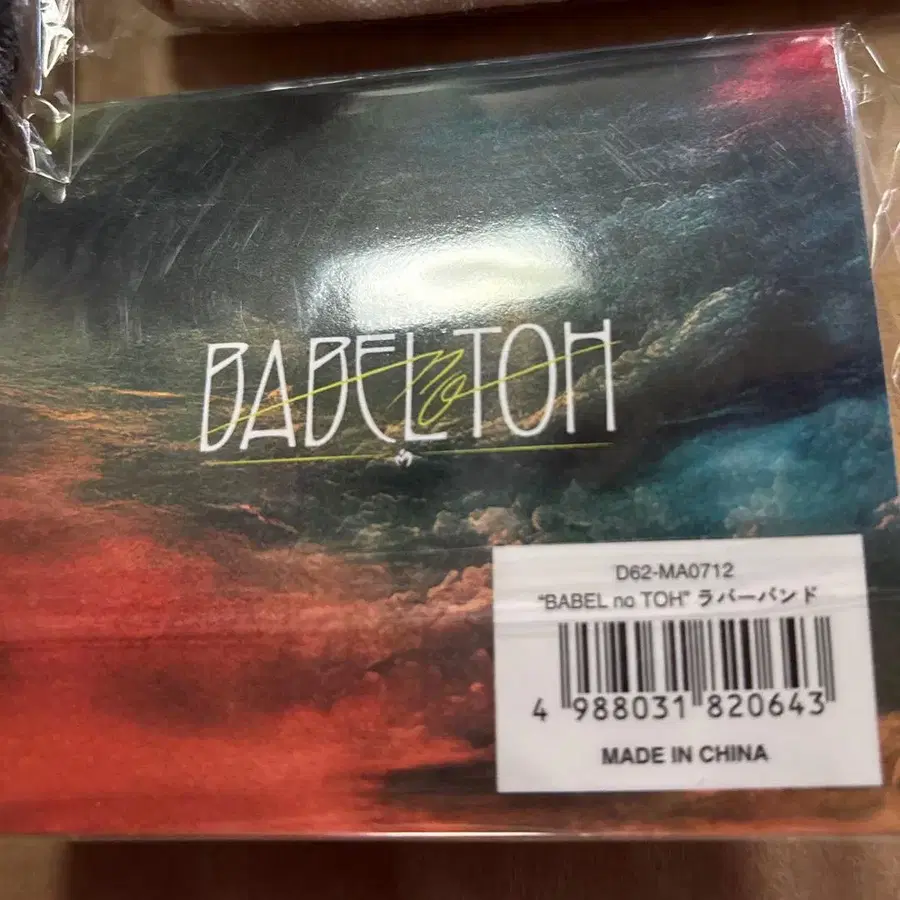 BABEL no TOH
D62-MA0712
“BABEL no TOH” ラバーバンド
4 988031 820643
MADE IN CHINA